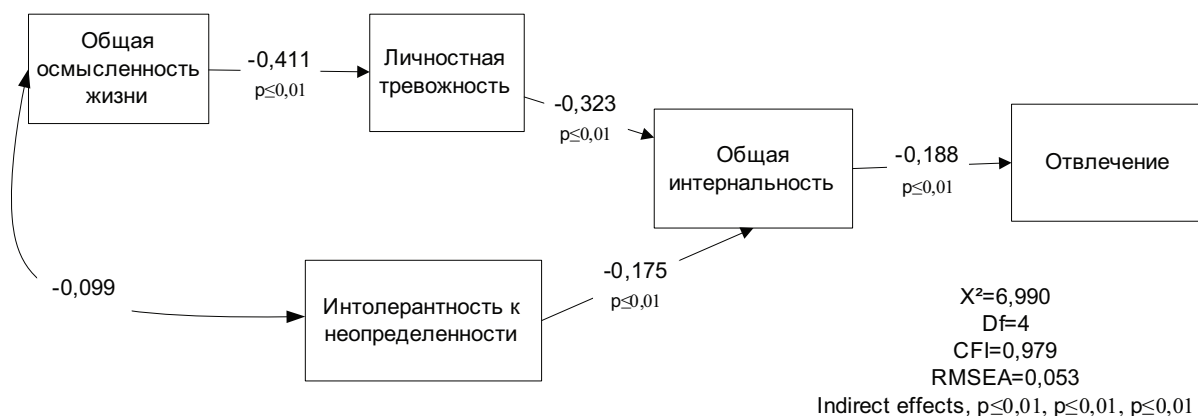 Общая
осмысленность
жизни
-0,411
p≤0,01
Личностная
тревожность
-0,323
p≤0,01
Общая
интернальность
-0,188
p≤0,01
Отвлечение
-0,099
Интолерантность к
неопределенности
-0,175
p≤0,01
X²=6,990
Df=4
CFI=0,979
RMSEA=0,053
Indirect effects, p≤0,01, p≤0,01, p≤0,01